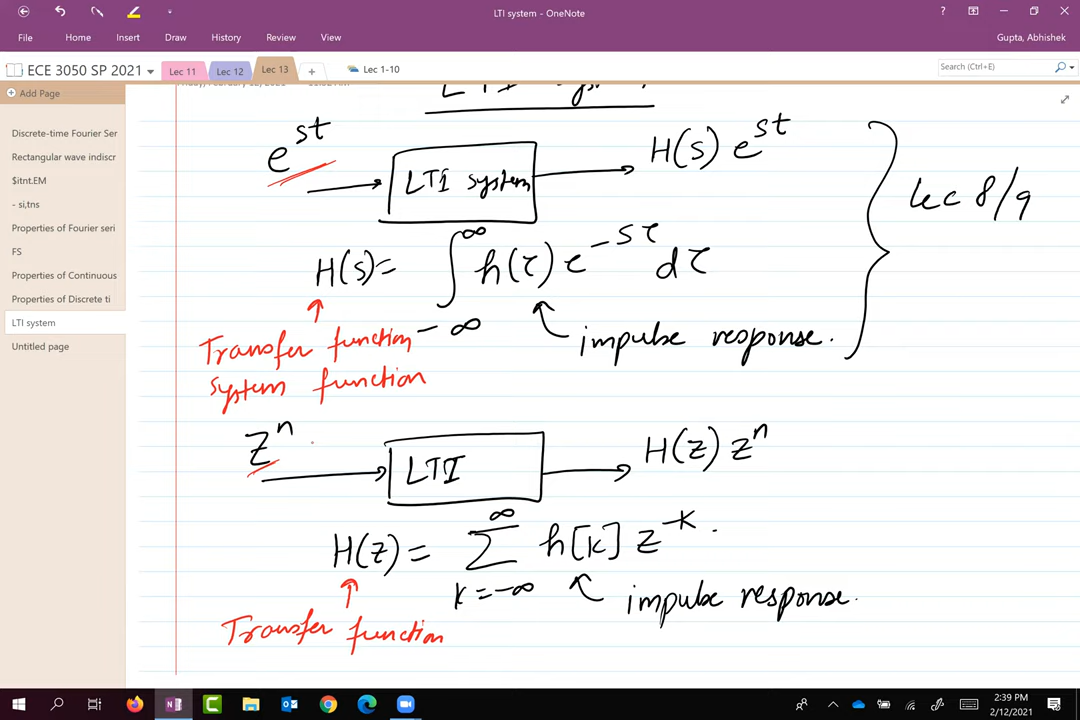 LTI system - OneNote
?
File Home Insert Draw History Review View
Gupta, Abhishek
ECE 3050 SP 2021
Lec 11
Lec 12
Lec 13
+
Lec 1-10
Search (Ctrl+E)
Add Page
Discrete-time Fourier Ser
Rectangular wave indiscr
$itnt.EM
- si,tns
Properties of Fourier seri
FS
Properties of Continuous
Properties of Discrete ti
LTI system
Untitled page
e^{st}
LTI system
H(s) e^{st}
H(s) = ∫_{-∞}^{∞} h(τ) e^{-sτ} dτ
lec 8/9
Transfer function
impulse response.
system function
z^n
LTI
H(z) z^n
H(z) = ∑_{k=-∞}^{∞} h[k] z^{-k}.
impulse response.
Transfer function
2:39 PM
2/12/2021